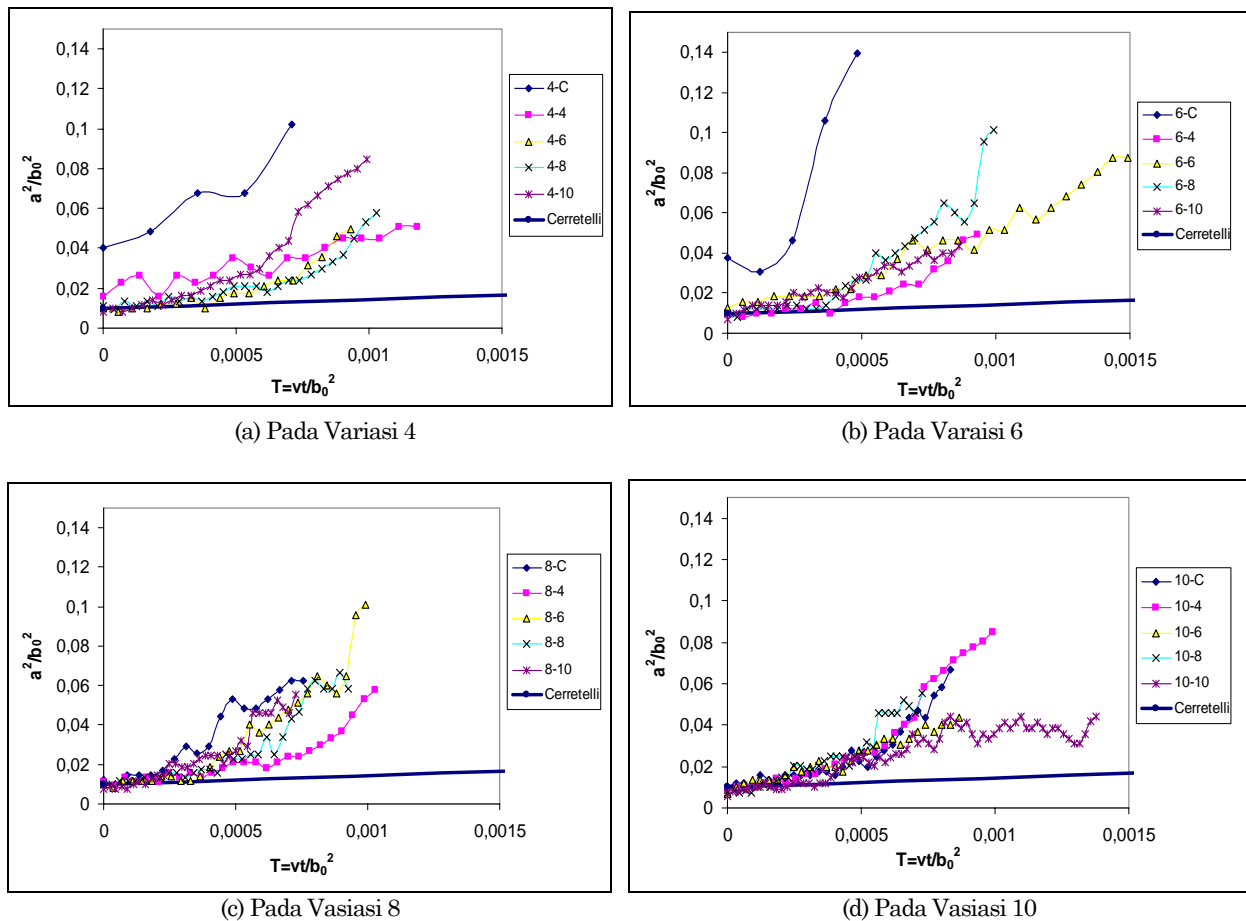 0,14
0,12
0,1
0,08
0,06
0,04
0,02
0
a²/b₀²
0 0,0005 0,001 0,0015
T=vt/b₀²
4-C
4-4
4-6
4-8
4-10
Cerretelli
(a) Pada Variasi 4
0,14
0,12
0,1
0,08
0,06
0,04
0,02
0
a²/b₀²
0 0,0005 0,001 0,0015
T=vt/b₀²
6-C
6-4
6-6
6-8
6-10
Cerretelli
(b) Pada Varaisi 6
0,14
0,12
0,1
0,08
0,06
0,04
0,02
0
a²/b₀²
0 0,0005 0,001 0,0015
T=vt/b₀²
8-C
8-4
8-6
8-8
8-10
Cerretelli
(c) Pada Vasiasi 8
0,14
0,12
0,1
0,08
0,06
0,04
0,02
0
a²/b₀²
0 0,0005 0,001 0,0015
T=vt/b₀²
10-C
10-4
10-6
10-8
10-10
Cerretelli
(d) Pada Vasiasi 10